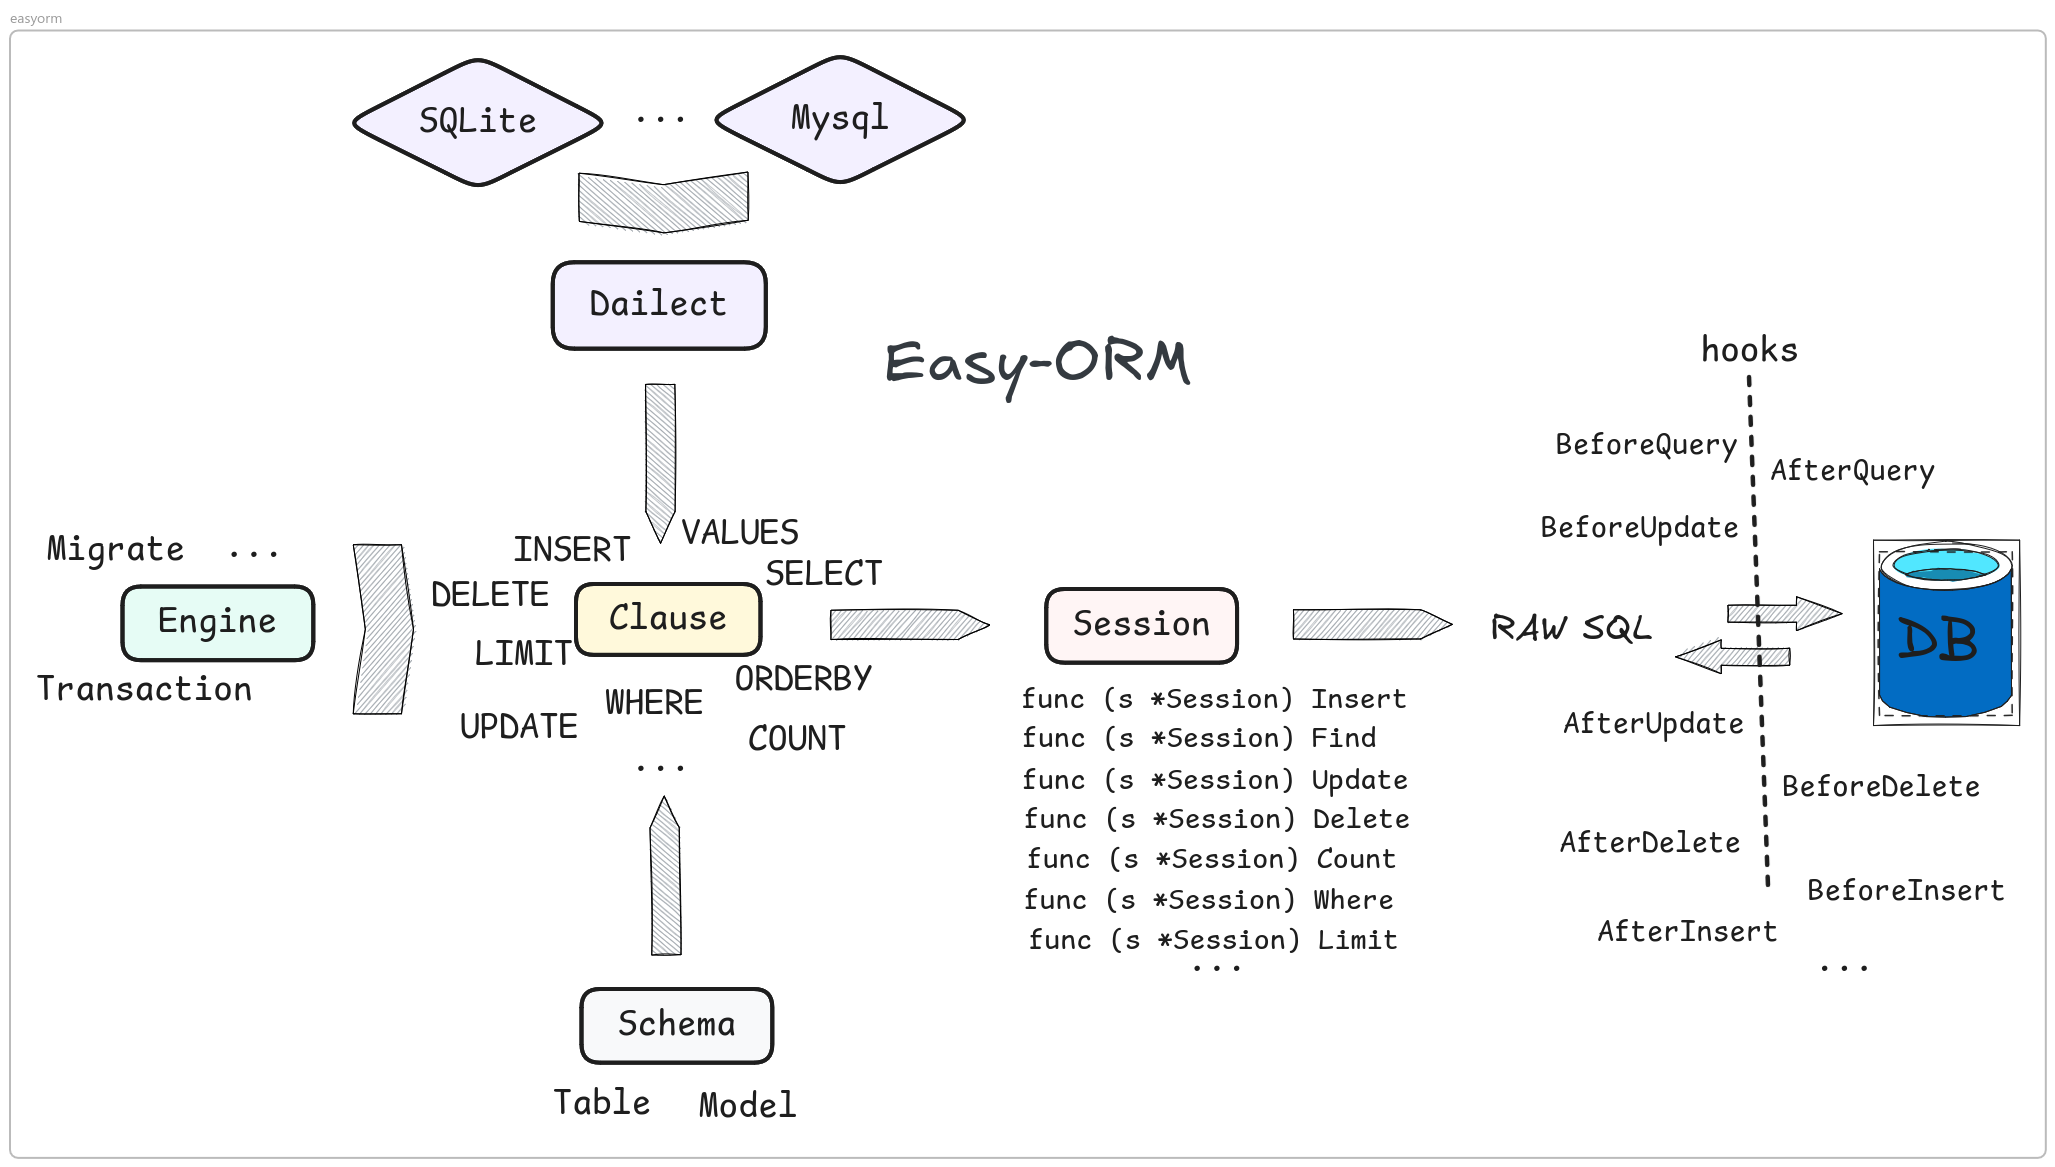 easyorm
SQLite
...
Mysql
Dailect
Easy-ORM
hooks
BeforeQuery
AfterQuery
BeforeUpdate
Migrate ...
Engine
Transaction
INSERT
VALUES
DELETE
SELECT
Clause
LIMIT
ORDERBY
WHERE
UPDATE
COUNT
...
Session
func (s *Session) Insert
func (s *Session) Find
func (s *Session) Update
func (s *Session) Delete
func (s *Session) Count
func (s *Session) Where
func (s *Session) Limit
...
RAW SQL
DB
AfterUpdate
BeforeDelete
AfterDelete
BeforeInsert
AfterInsert
...
Schema
Table
Model